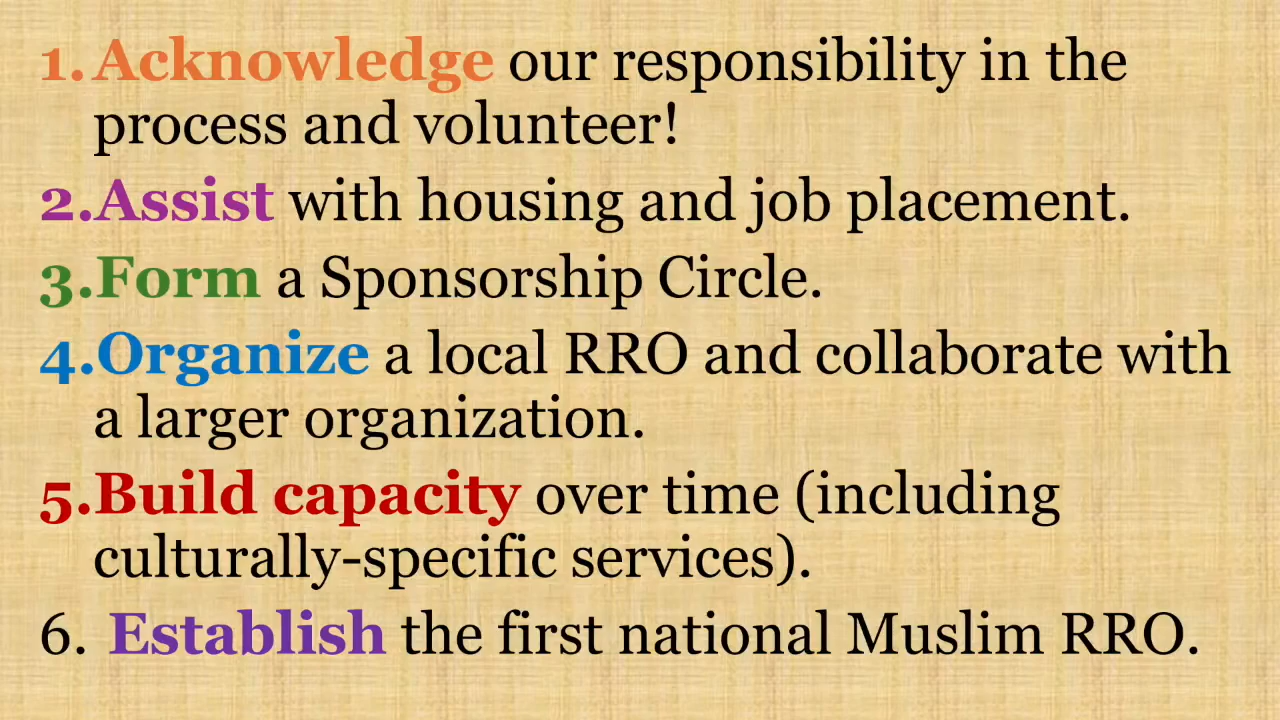 1. Acknowledge our responsibility in the
process and volunteer!
2.Assist with housing and job placement.
3.Form a Sponsorship Circle.
4.Organize a local RRO and collaborate with
a larger organization.
5.Build capacity over time (including
culturally-specific services).
6. Establish the first national Muslim RRO.